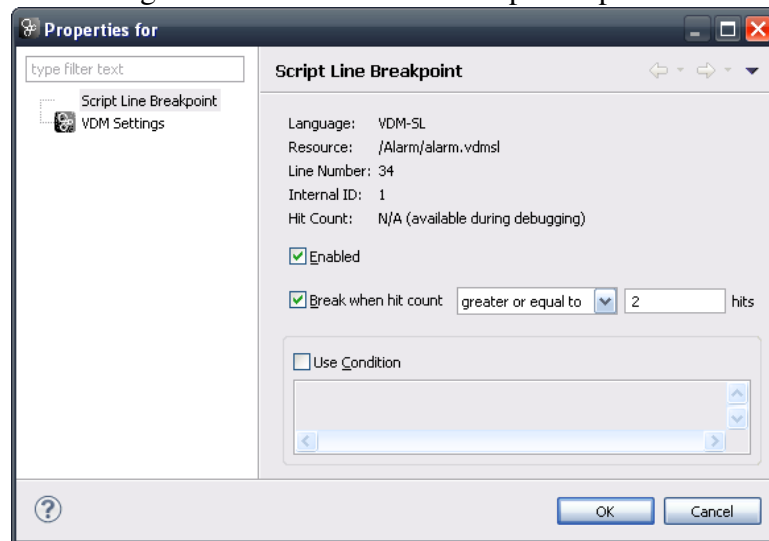 Properties for
type filter text
Script Line Breakpoint
VDM Settings
Script Line Breakpoint
Language: VDM-SL
Resource: /Alarm/alarm.vdmsl
Line Number: 34
Internal ID: 1
Hit Count: N/A (available during debugging)
Enabled
Break when hit count greater or equal to 2 hits
Use Condition
OK Cancel